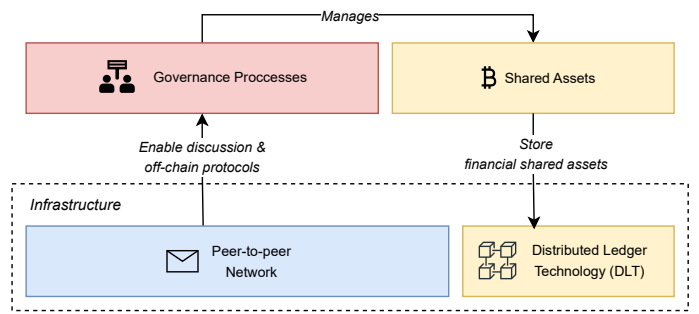 Manages
Governance Proccesses
Shared Assets
Enable discussion &
off-chain protocols
Store
financial shared assets
Infrastructure
Peer-to-peer
Network
Distributed Ledger
Technology (DLT)